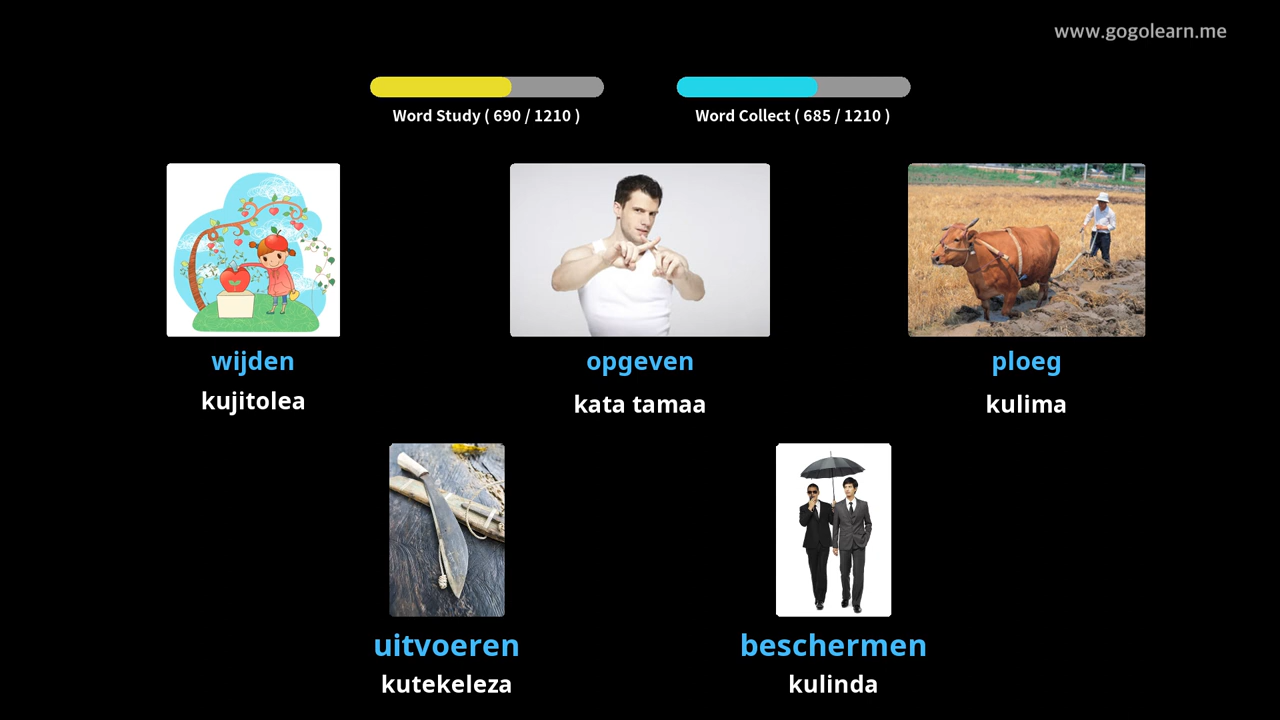 www.gogolearn.me
Word Study ( 690 / 1210 )
Word Collect ( 685 / 1210 )
wijden
kujitolea
opgeven
kata tamaa
ploeg
kulima
uitvoeren
kutekeleza
beschermen
kulinda